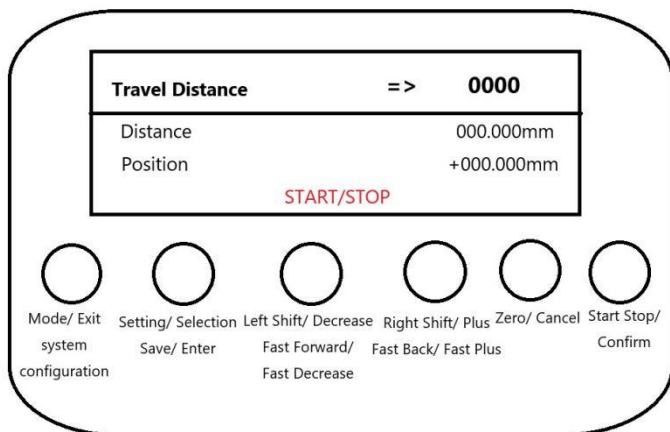 Travel Distance => 0000
Distance 000.000mm
Position +000.000mm
START/STOP
Mode/ Exit
system
configuration
Setting/ Selection
Save/ Enter
Left Shift/ Decrease
Fast Forward/
Fast Decrease
Right Shift/ Plus
Fast Back/ Fast Plus
Zero/ Cancel
Start Stop/
Confirm